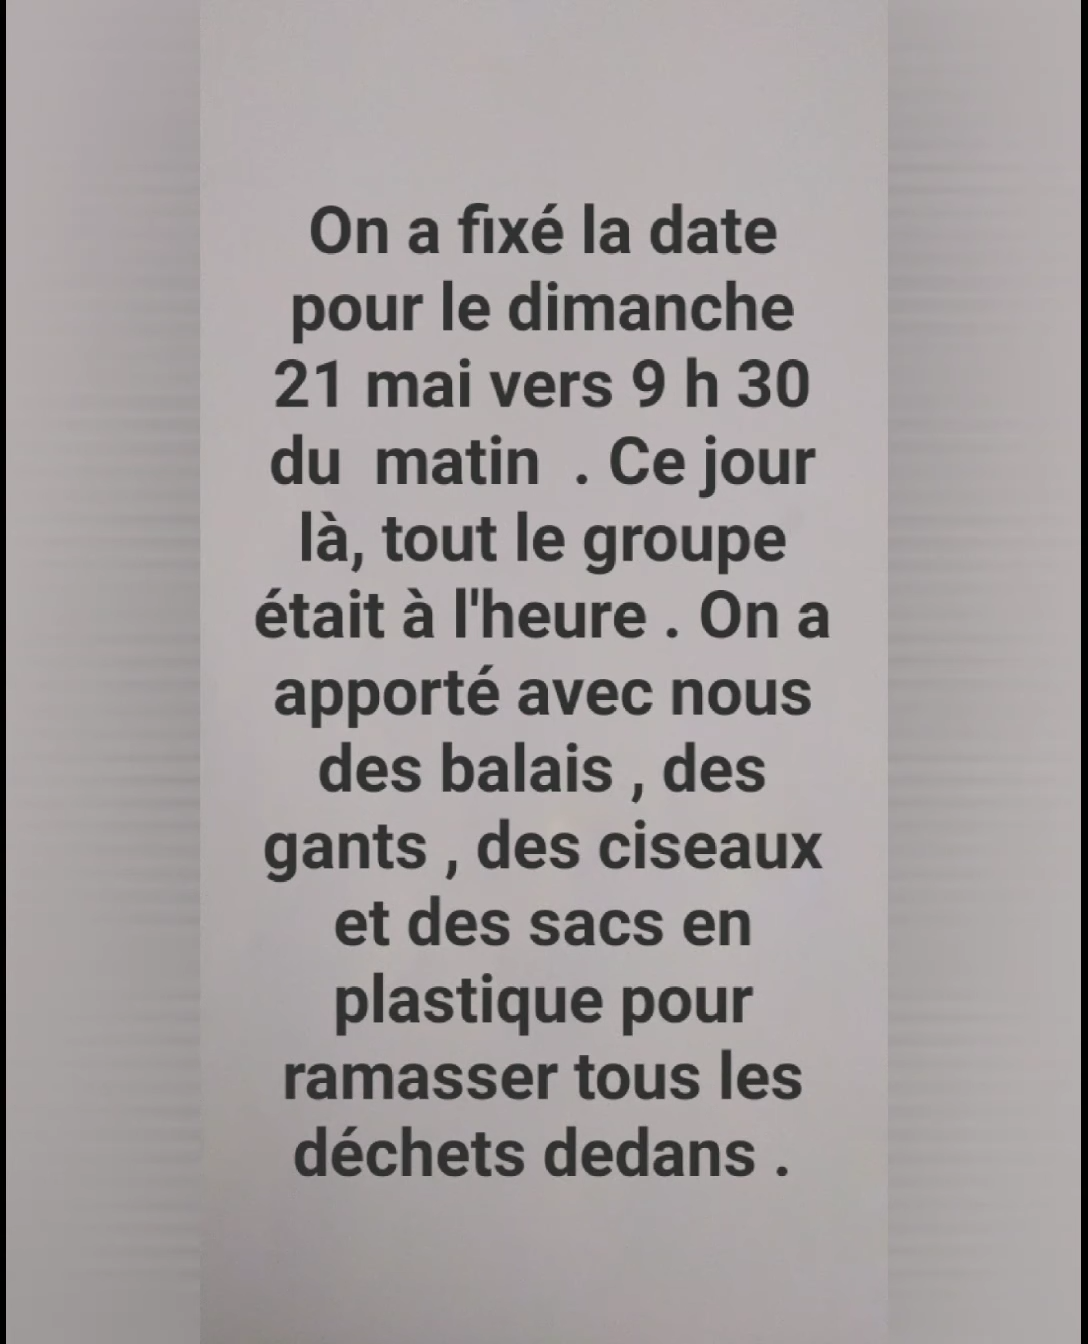 On a fixé la date
pour le dimanche
21 mai vers 9 h 30
du  matin  . Ce jour
là, tout le groupe
était à l'heure . On a
apporté avec nous
des balais , des
gants , des ciseaux
et des sacs en
plastique pour
ramasser tous les
déchets dedans .